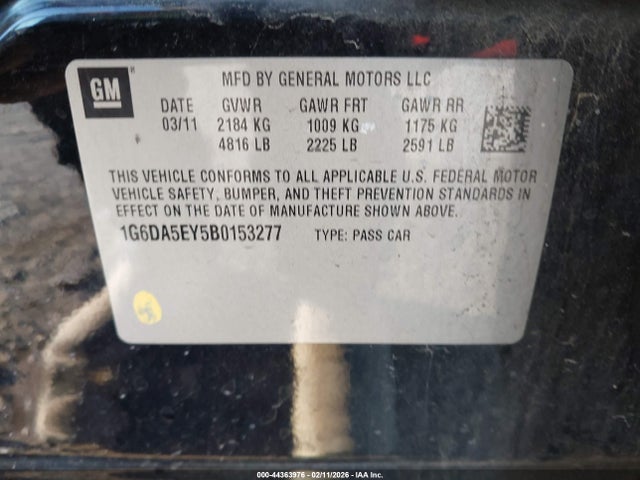 GM
MFD BY GENERAL MOTORS LLC
DATE GVWR GAWR FRT GAWR RR
03/11 2184 KG 1009 KG 1175 KG
4816 LB 2225 LB 2591 LB
THIS VEHICLE CONFORMS TO ALL APPLICABLE U.S. FEDERAL MOTOR
VEHICLE SAFETY, BUMPER, AND THEFT PREVENTION STANDARDS IN
EFFECT ON THE DATE OF MANUFACTURE SHOWN ABOVE.
1G6DA5EY5B0153277 TYPE: PASS CAR
000-44363976 - 02/11/2026 - IAA Inc.